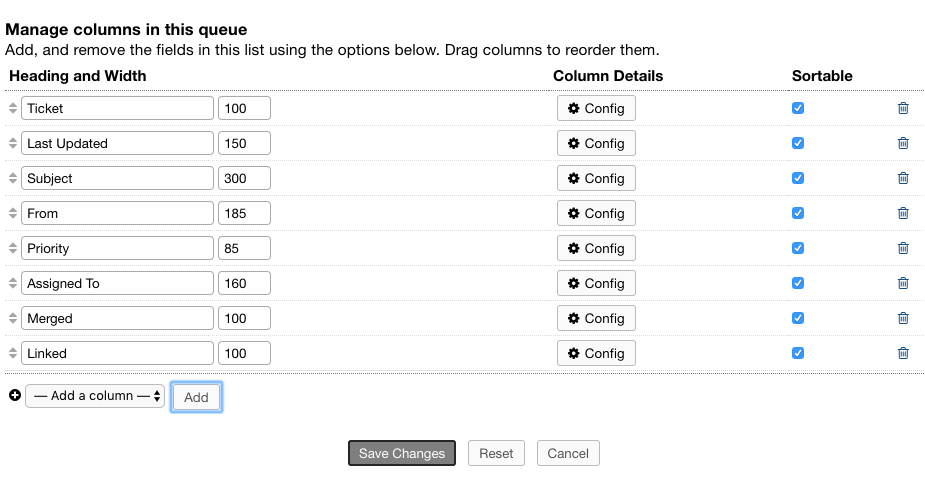 Manage columns in this queue
Add, and remove the fields in this list using the options below. Drag columns to reorder them.
Heading and Width Column Details Sortable
Ticket 100 Config
Last Updated 150 Config
Subject 300 Config
From 185 Config
Priority 85 Config
Assigned To 160 Config
Merged 100 Config
Linked 100 Config
— Add a column — Add
Save Changes Reset Cancel